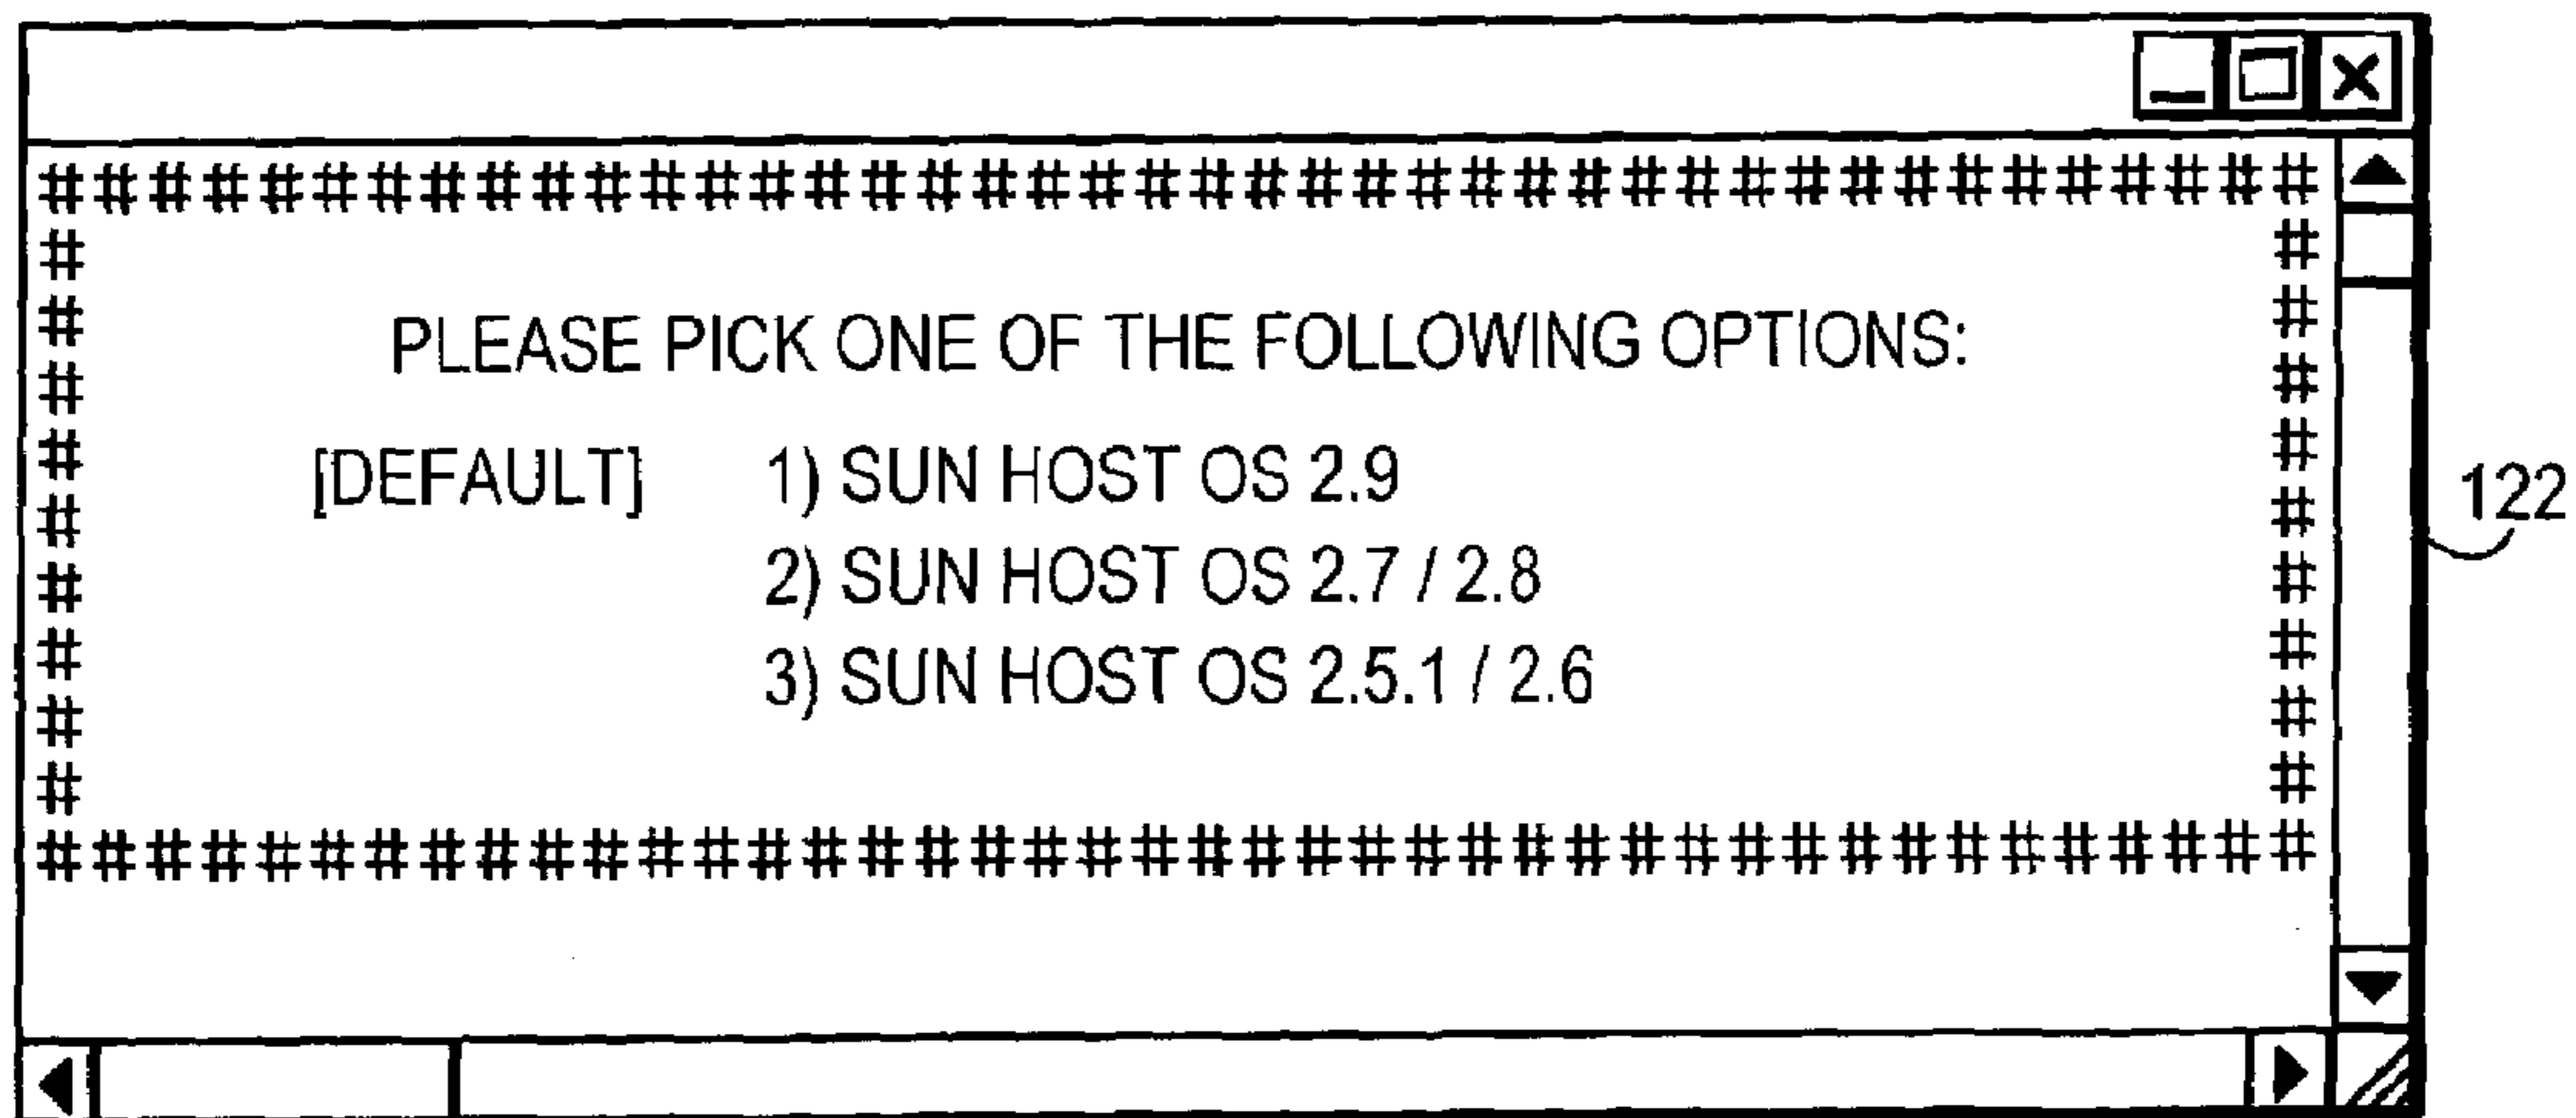 ##########################################
# #
# PLEASE PICK ONE OF THE FOLLOWING OPTIONS: #
# #
# [DEFAULT] 1) SUN HOST OS 2.9 #
# #
# 2) SUN HOST OS 2.7 / 2.8 #
# 3) SUN HOST OS 2.5.1 / 2.6 #
# #
# #
##########################################
122